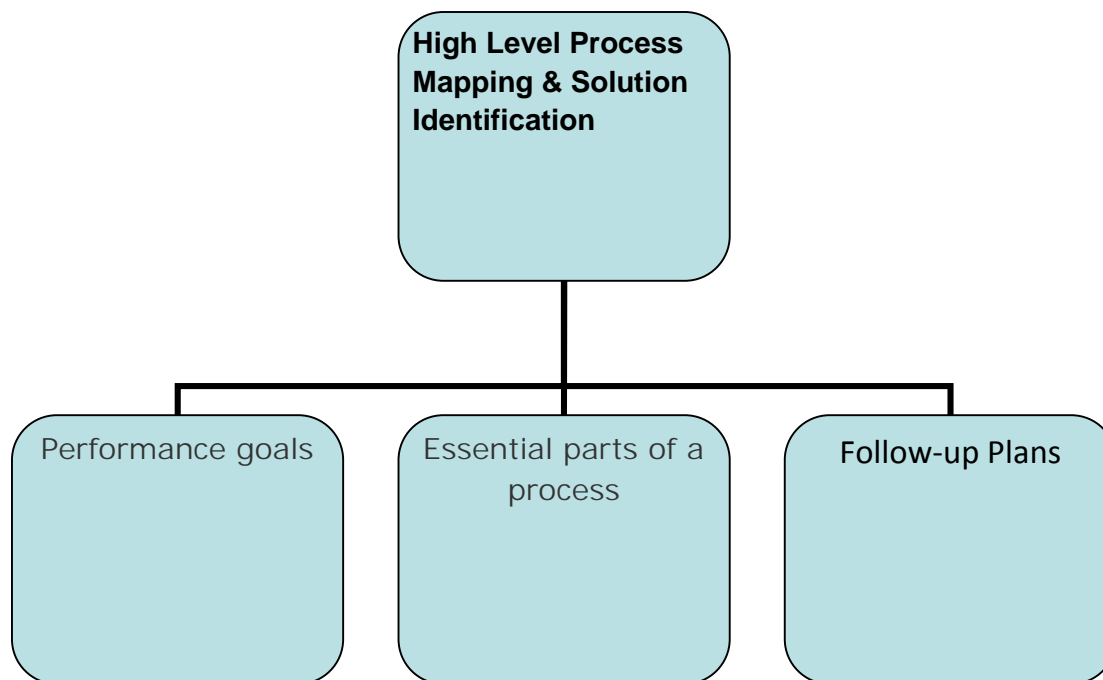 High Level Process
Mapping & Solution
Identification
Performance goals
Essential parts of a
process
Follow-up Plans